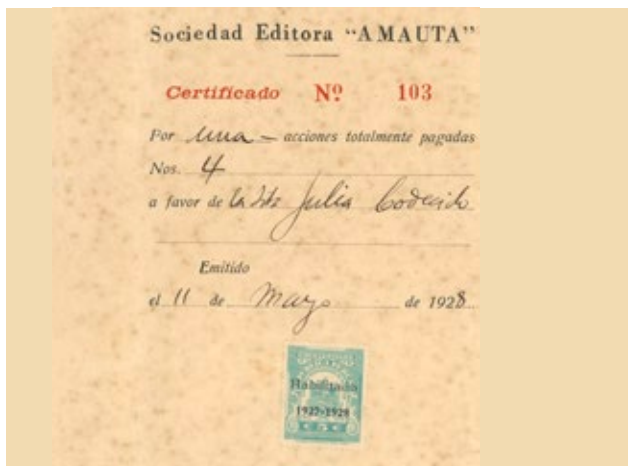 Sociedad Editora “AMAUTA”
Certificado Nº 103
Por una — acciones totalmente pagadas
Nos. 4
a favor de la Julia Codesido
Emitido
el 11 de Mayo de 1928
Habilitado
1927-1928